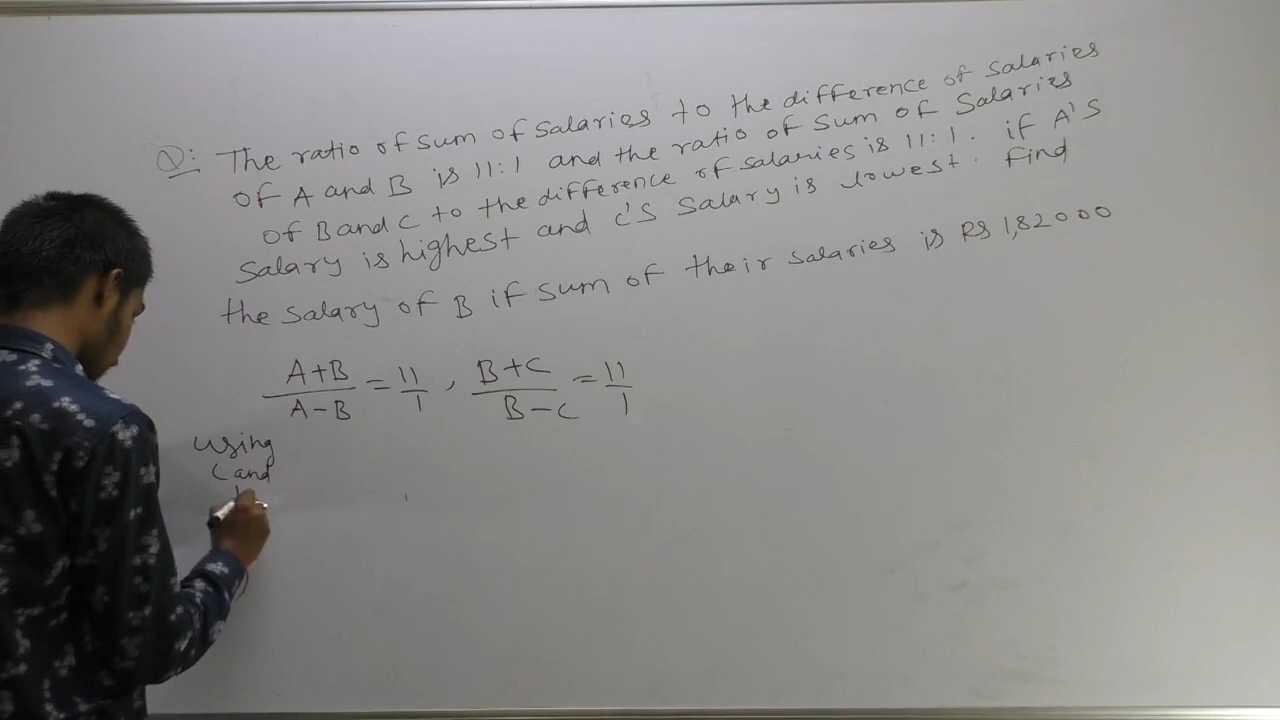 Q: The ratio of sum of salaries to the difference of salaries
of A and B is 11:1 and the ratio of sum of salaries
of B and C to the difference of salaries is 11:1. if A's
salary is highest and C's salary is lowest. find
the salary of B if sum of their salaries is Rs 1,82000
A+B/A-B = 11/1, B+C/B-C = 11/1
using
C and